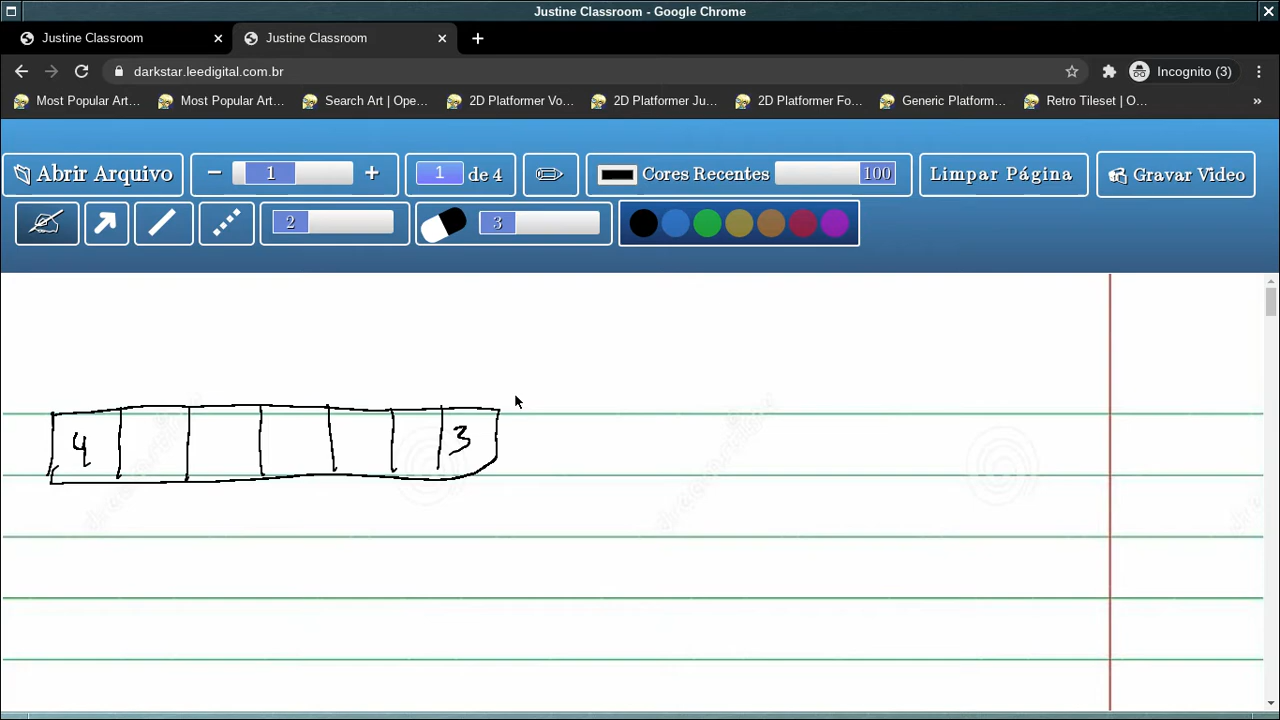 Justine Classroom - Google Chrome
Justine Classroom
Justine Classroom
darkstar.leedigital.com.br
Incognito (3)
Most Popular Art…
Most Popular Art…
Search Art | Ope…
2D Platformer Vo…
2D Platformer Ju…
2D Platformer Fo…
Generic Platform…
Retro Tileset | O…
»
Abrir Arquivo
− 1 +
1 de 4
Cores Recentes
100
Limpar Página
Gravar Video
2
3
4 3